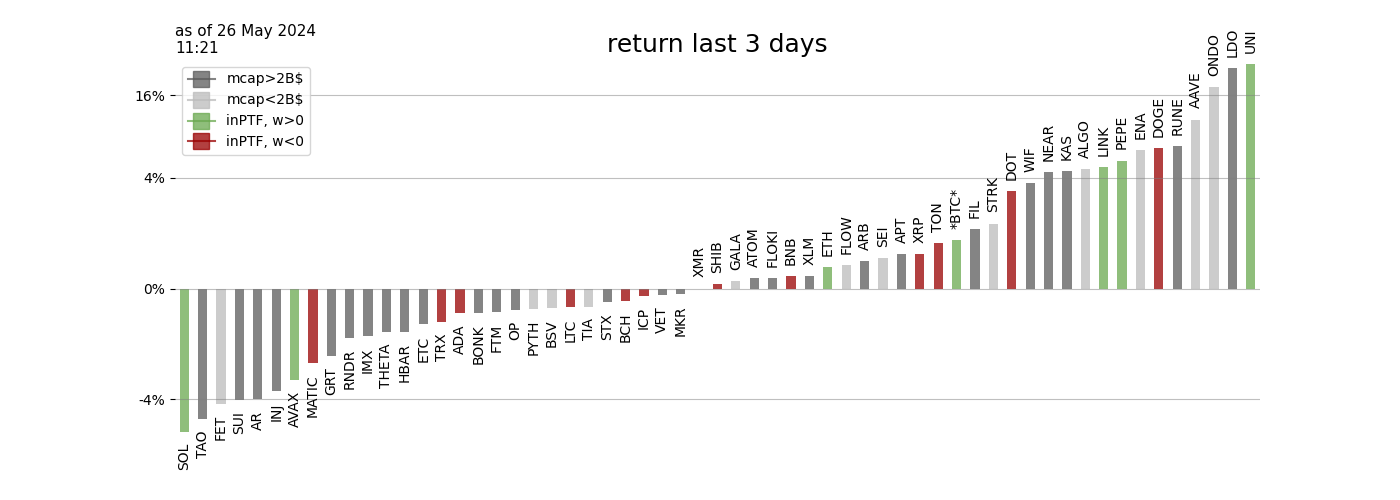 as of 26 May 2024
11:21
return last 3 days
mcap>2B$
mcap<2B$
inPTF, w>0
inPTF, w<0
16%
4%
0%
-4%
SOL
TAO
FET
SUI
AR
INJ
AVAX
MATIC
GRT
RNDR
IMX
THETA
HBAR
ETC
TRX
ADA
BONK
FTM
OP
PYTH
BSV
LTC
TIA
STX
BCH
ICP
VET
MKR
XMR
SHIB
GALA
ATOM
FLOKI
BNB
XLM
ETH
FLOW
ARB
SEI
APT
XRP
TON
*BTC*
FIL
STRK
DOT
WIF
NEAR
KAS
ALGO
LINK
PEPE
ENA
DOGE
RUNE
AAVE
ONDO
LDO
UNI